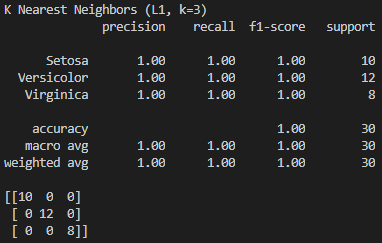 K Nearest Neighbors (L1, k=3)
precision recall f1-score support
Setosa 1.00 1.00 1.00 10
Versicolor 1.00 1.00 1.00 12
Virginica 1.00 1.00 1.00 8
accuracy 1.00 30
macro avg 1.00 1.00 1.00 30
weighted avg 1.00 1.00 1.00 30
[[10 0 0]
[ 0 12 0]
[ 0 0 8]]